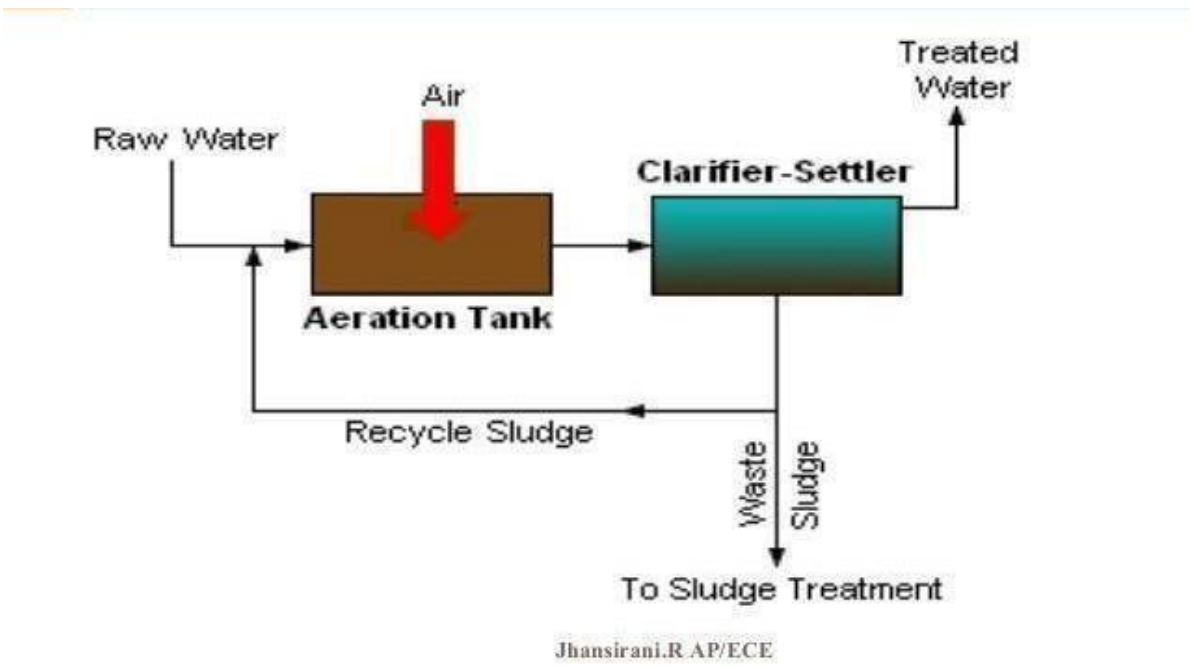 Treated
Water
Air
Raw Water
Clarifier-Settler
Aeration Tank
Recycle Sludge
Waste
Sludge
To Sludge Treatment
Jhansirani.R AP/ECE